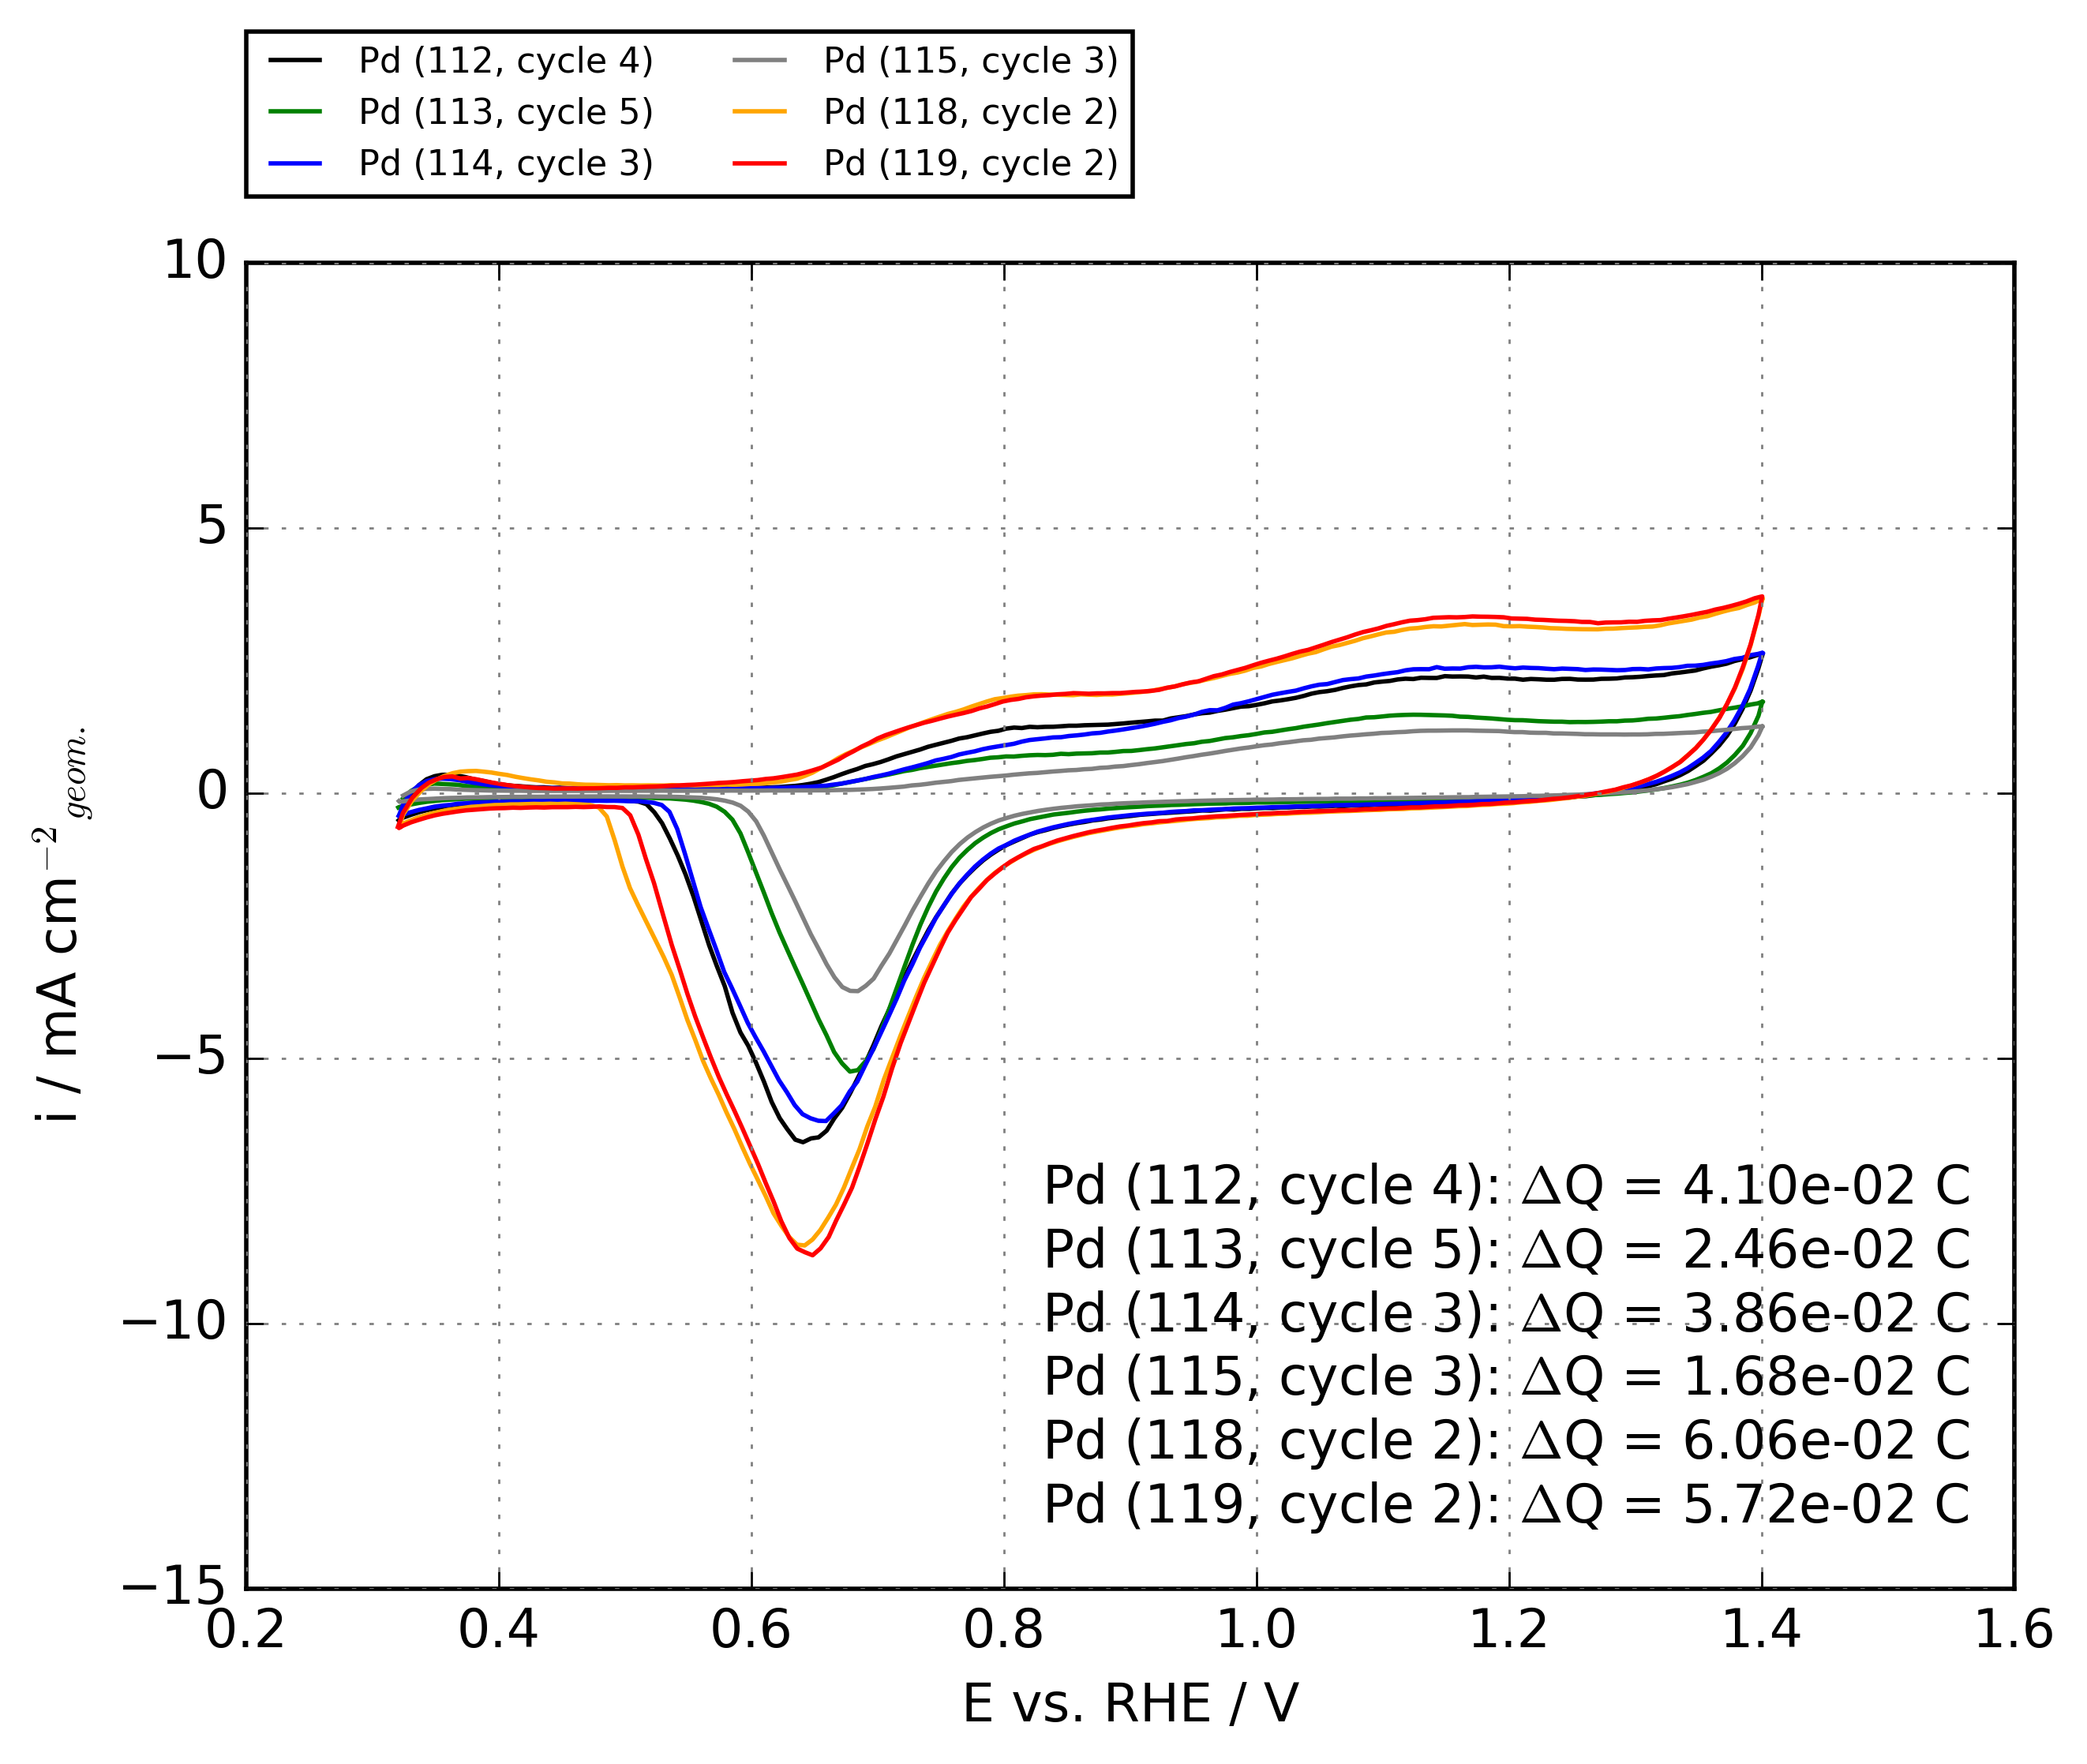 Pd (112, cycle 4)
Pd (113, cycle 5)
Pd (114, cycle 3)
Pd (115, cycle 3)
Pd (118, cycle 2)
Pd (119, cycle 2)
10
5
0
−5
−10
−15
i / mA cm⁻² geom.
Pd (112, cycle 4): ΔQ = 4.10e-02 C
Pd (113, cycle 5): ΔQ = 2.46e-02 C
Pd (114, cycle 3): ΔQ = 3.86e-02 C
Pd (115, cycle 3): ΔQ = 1.68e-02 C
Pd (118, cycle 2): ΔQ = 6.06e-02 C
Pd (119, cycle 2): ΔQ = 5.72e-02 C
0.2 0.4 0.6 0.8 1.0 1.2 1.4 1.6
E vs. RHE / V